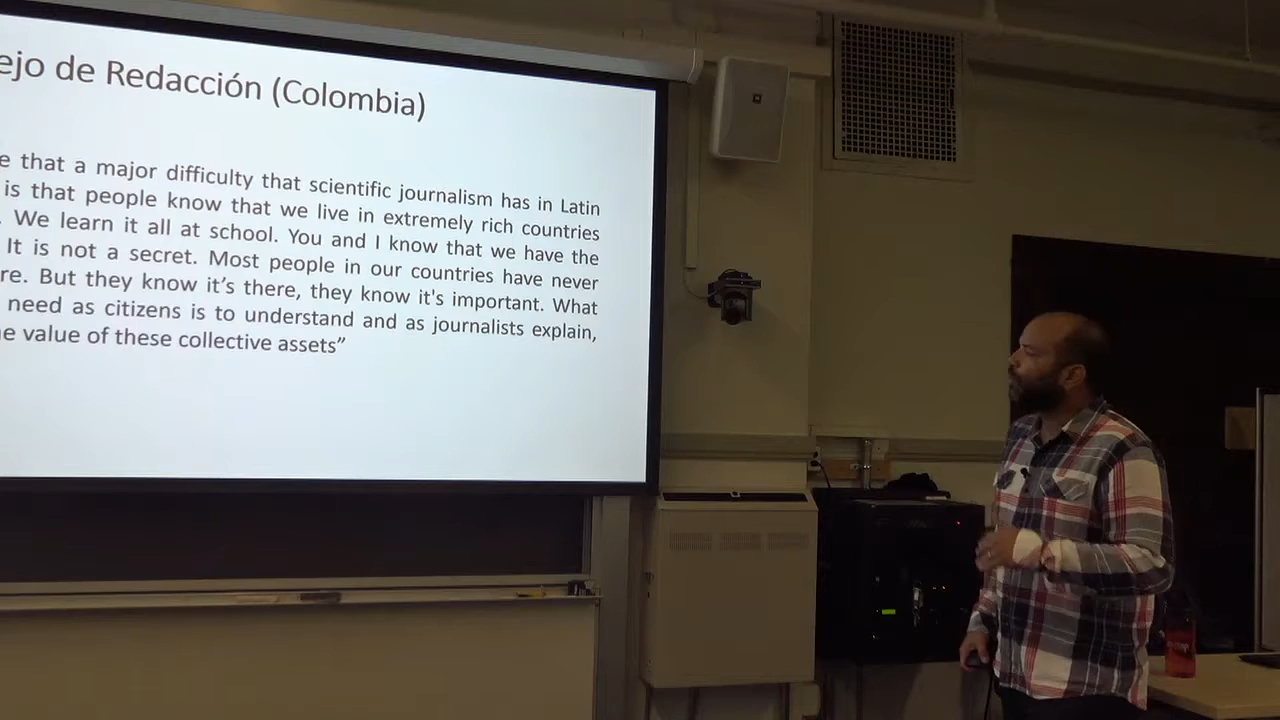 ejo de Redacción (Colombia)
e that a major difficulty that scientific journalism has in Latin
is that people know that we live in extremely rich countries
. We learn it all at school. You and I know that we have the
It is not a secret. Most people in our countries have never
re. But they know it's there, they know it's important. What
need as citizens is to understand and as journalists explain,
e value of these collective assets”